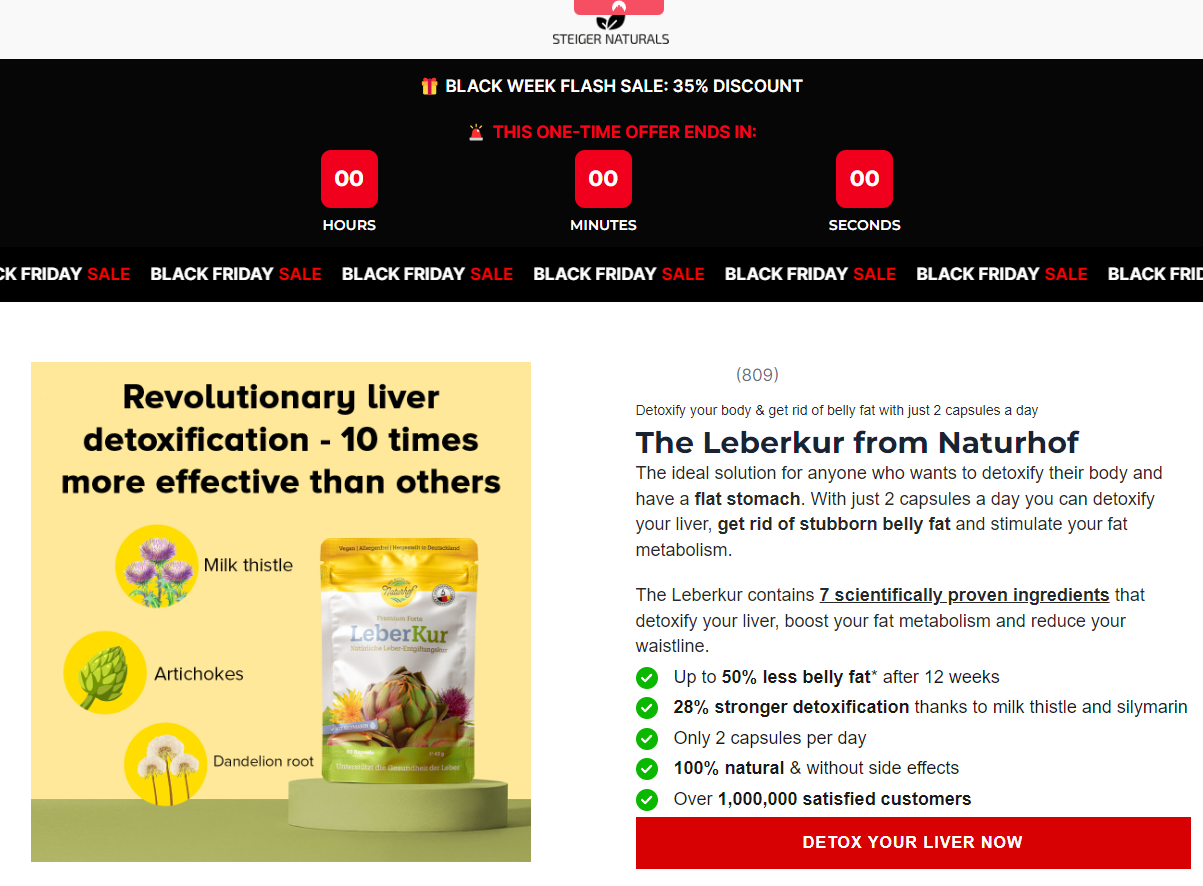 STEIGER NATURALS
🎁 BLACK WEEK FLASH SALE: 35% DISCOUNT
🚨 THIS ONE-TIME OFFER ENDS IN:
00 00 00
HOURS MINUTES SECONDS
CK FRIDAY SALE BLACK FRIDAY SALE BLACK FRIDAY SALE BLACK FRIDAY SALE BLACK FRIDAY SALE BLACK FRIDAY SALE BLACK FRID
Revolutionary liver
detoxification - 10 times
more effective than others
Milk thistle
Artichokes
Dandelion root
Vegan | Allergenfrei | Hergestellt in Deutschland
Naturhof
Premium Forte
LeberKur
Natürliche Leber-Entgiftungskur
Unterstützt die Gesundheit der Leber
(809)
Detoxify your body & get rid of belly fat with just 2 capsules a day
The Leberkur from Naturhof
The ideal solution for anyone who wants to detoxify their body and
have a flat stomach. With just 2 capsules a day you can detoxify
your liver, get rid of stubborn belly fat and stimulate your fat
metabolism.
The Leberkur contains 7 scientifically proven ingredients that
detoxify your liver, boost your fat metabolism and reduce your
waistline.
Up to 50% less belly fat* after 12 weeks
28% stronger detoxification thanks to milk thistle and silymarin
Only 2 capsules per day
100% natural & without side effects
Over 1,000,000 satisfied customers
DETOX YOUR LIVER NOW